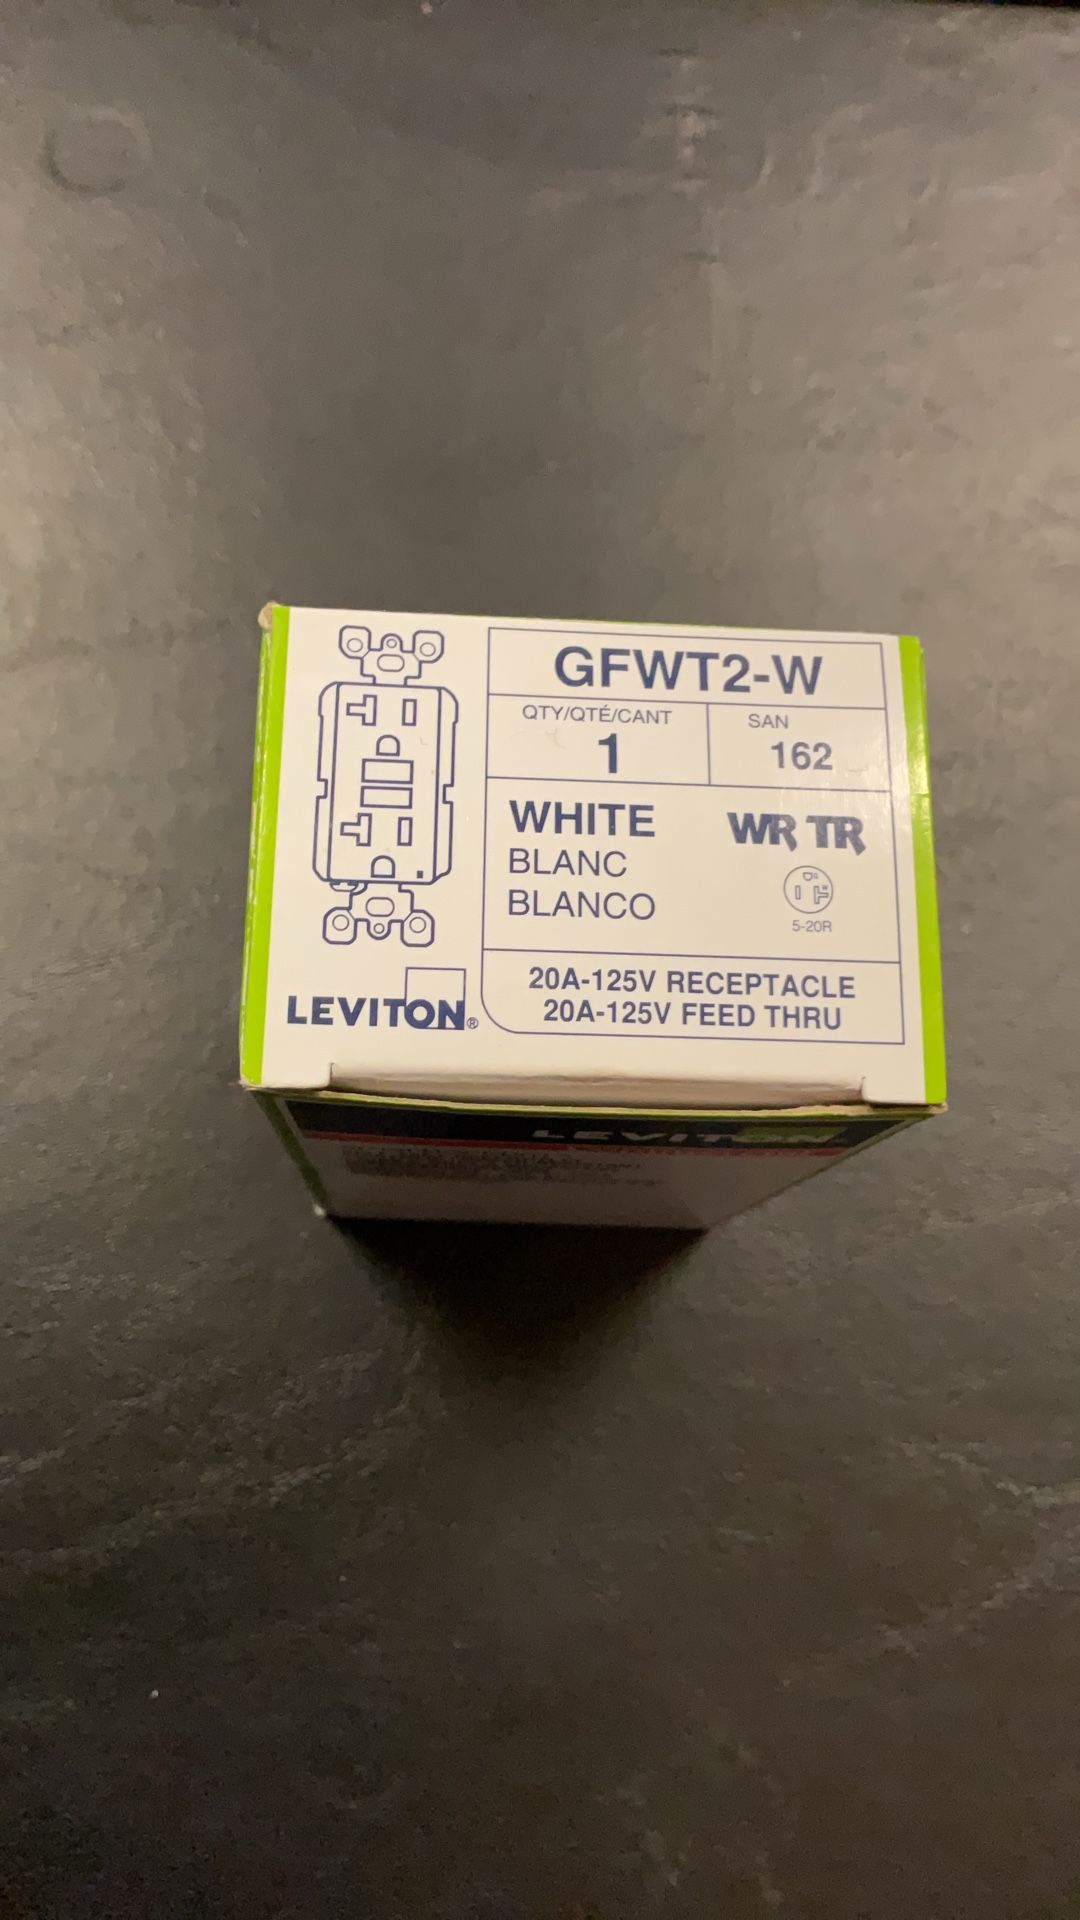 GFWT2-W
QTY/QTÉ/CANT
1
SAN
162
WHITE
BLANC
BLANCO
WR TR
5-20R
LEVITON®
20A-125V RECEPTACLE
20A-125V FEED THRU
LEVITON